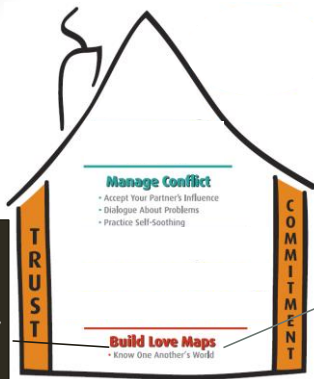 Manage Conflict
• Accept Your Partner's Influence
• Dialogue About Problems
• Practice Self-Soothing
TRUST
COMMITMENT
Build Love Maps
• Know One Another's World